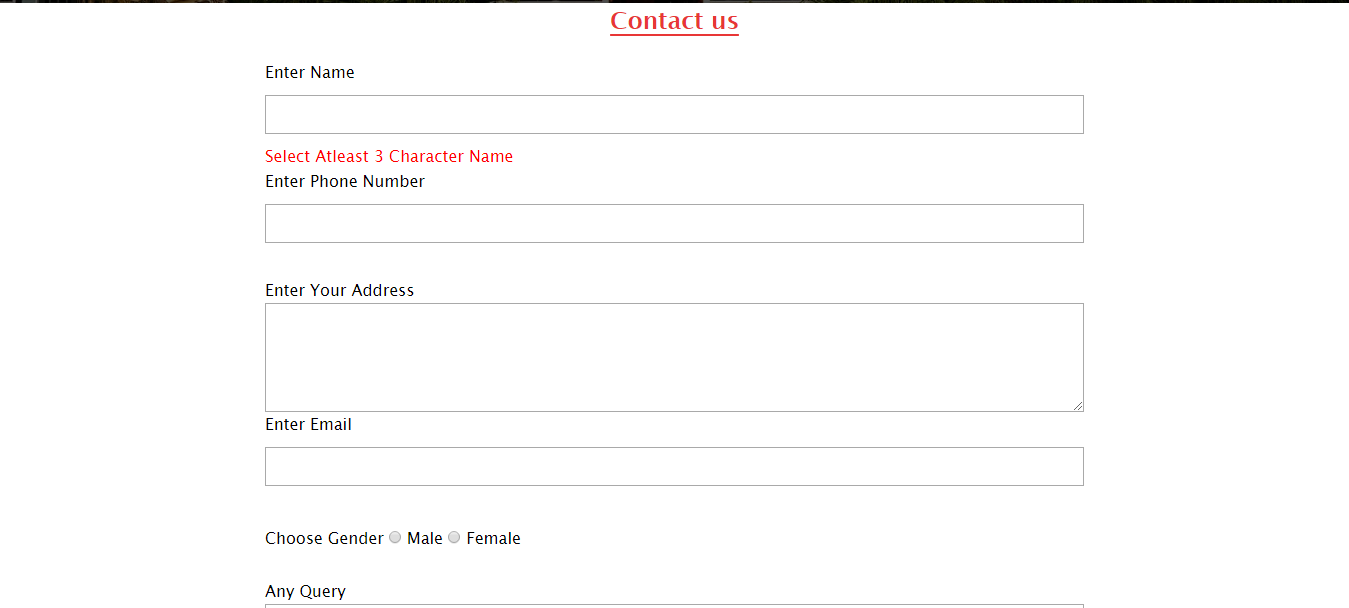 Contact us
Enter Name
Select Atleast 3 Character Name
Enter Phone Number
Enter Your Address
Enter Email
Choose Gender Male Female
Any Query